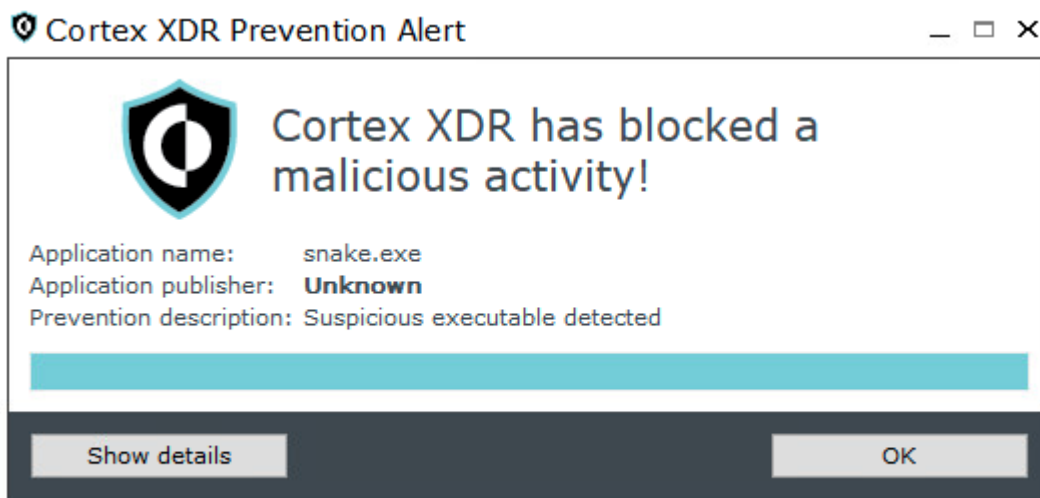 Cortex XDR Prevention Alert
Cortex XDR has blocked a
malicious activity!
Application name: snake.exe
Application publisher: Unknown
Prevention description: Suspicious executable detected
Show details
OK